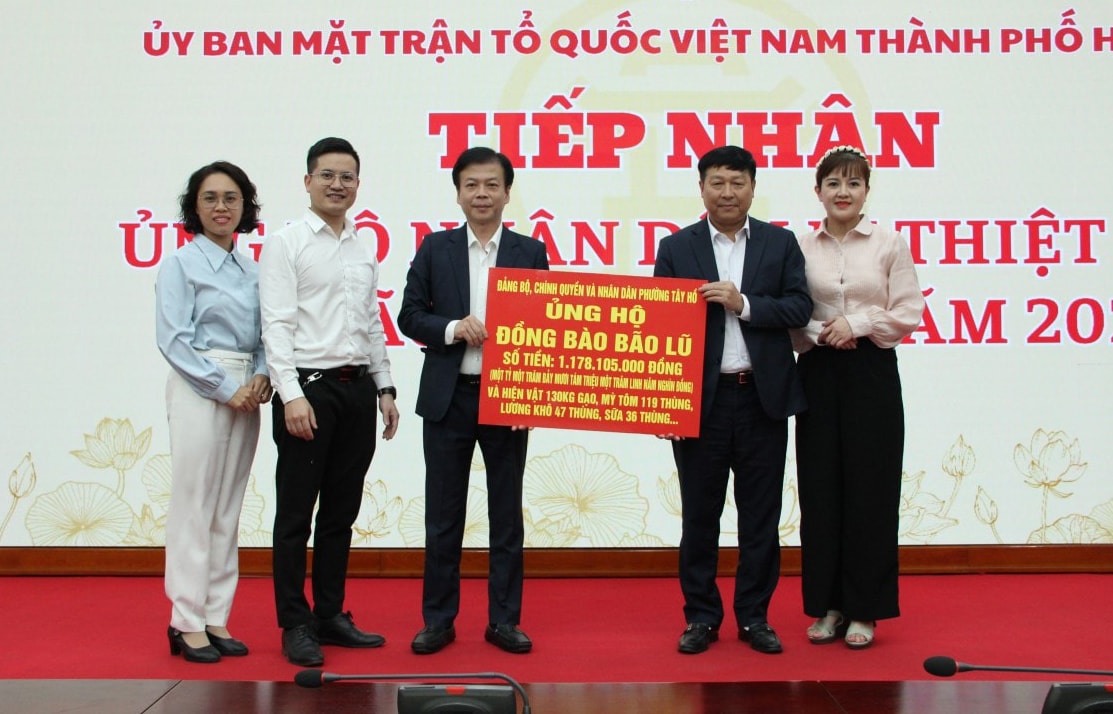 ỦY BAN MẶT TRẬN TỔ QUỐC VIỆT NAM THÀNH PHỐ
TIẾP NHẬN
NHÂN THIỆT
NĂM
ĐẢNG BỘ, CHÍNH QUYỀN VÀ NHÂN DÂN PHƯỜNG TÂY HỒ
ỦNG HỘ
ĐỒNG BÀO BÃO LŨ
SỐ TIỀN: 1.178.105.000 ĐỒNG
(MỘT TỶ MỘT TRĂM BẢY MƯƠI TÁM TRIỆU MỘT TRĂM LINH NĂM NGHÌN ĐỒNG)
VÀ HIỆN VẬT 130KG GẠO, MỲ TÔM 119 THÙNG,
LƯƠNG KHÔ 47 THÙNG, SỮA 36 THÙNG...